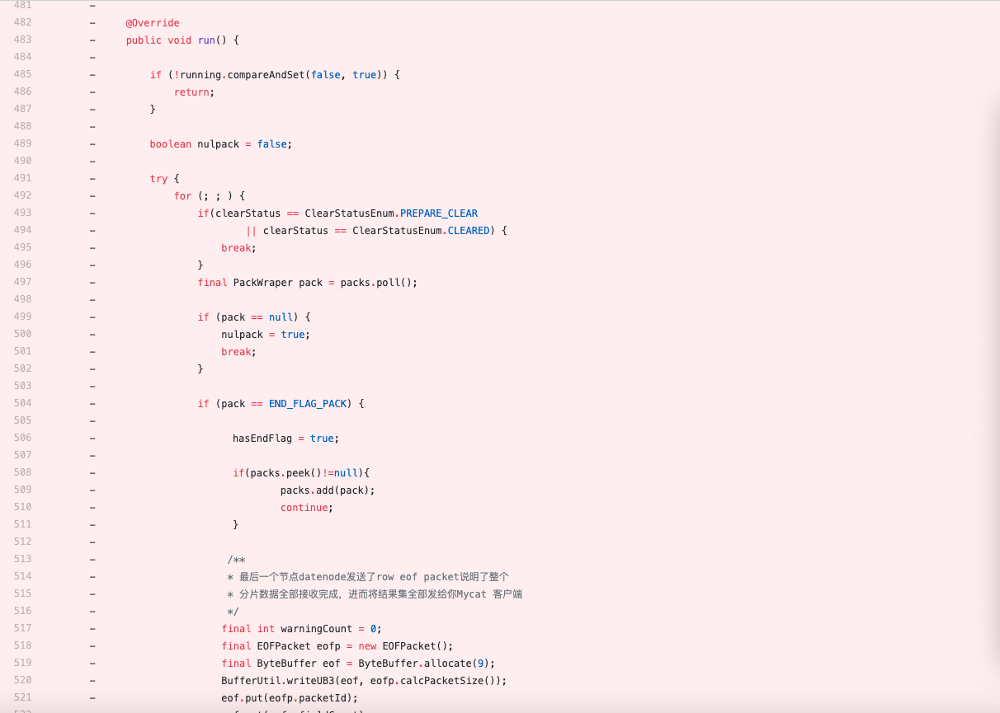 481 -
482 - @Override
483 - public void run() {
484 -
485 - if (!running.compareAndSet(false, true)) {
486 - return;
487 - }
488 -
489 - boolean nulpack = false;
490 -
491 - try {
492 - for (; ; ) {
493 - if(clearStatus == ClearStatusEnum.PREPARE_CLEAR
494 - || clearStatus == ClearStatusEnum.CLEARED) {
495 - break;
496 - }
497 - final PackWraper pack = packs.poll();
498 -
499 - if (pack == null) {
500 - nulpack = true;
501 - break;
502 - }
503 -
504 - if (pack == END_FLAG_PACK) {
505 -
506 - hasEndFlag = true;
507 -
508 - if(packs.peek()!=null){
509 - packs.add(pack);
510 - continue;
511 - }
512 -
513 - /**
514 - * 最后一个节点datenode发送了row eof packet说明了整个
515 - * 分片数据全部接收完成，进而将结果集全部发给你Mycat 客户端
516 - */
517 - final int warningCount = 0;
518 - final EOFPacket eofp = new EOFPacket();
519 - final ByteBuffer eof = ByteBuffer.allocate(9);
520 - BufferUtil.writeUB3(eof, eofp.calcPacketSize());
521 - eof.put(eofp.packetId);